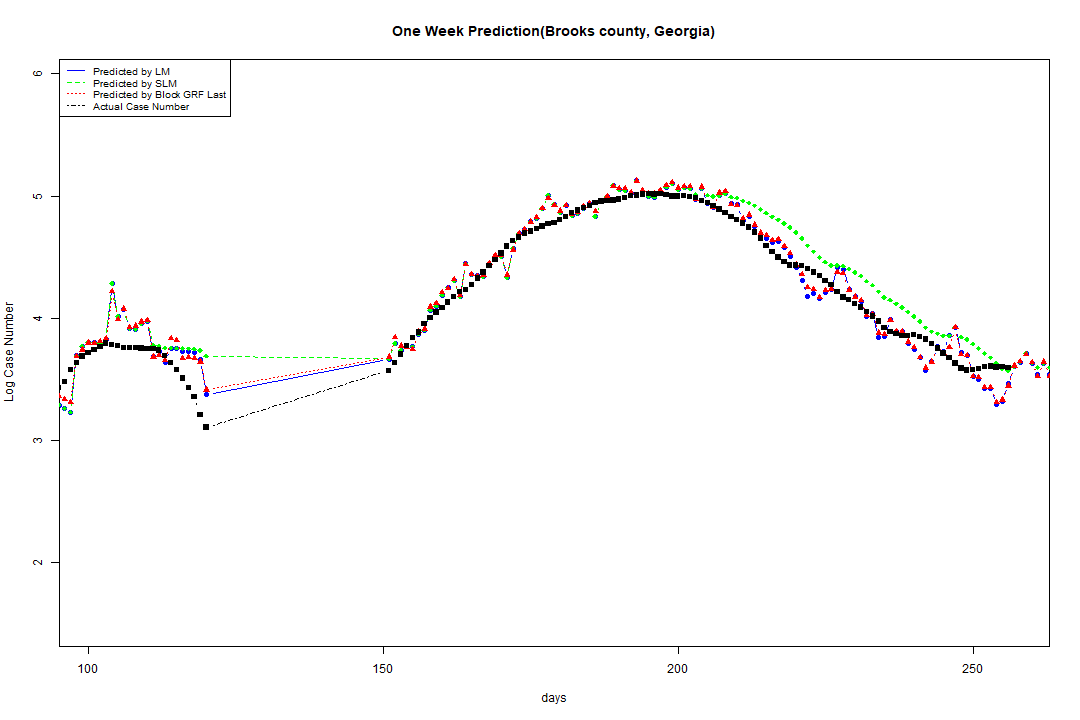 One Week Prediction(Brooks county, Georgia)
Predicted by LM
Predicted by SLM
Predicted by Block GRF Last
Actual Case Number
6
5
4
3
2
Log Case Number
100 150 200 250
days